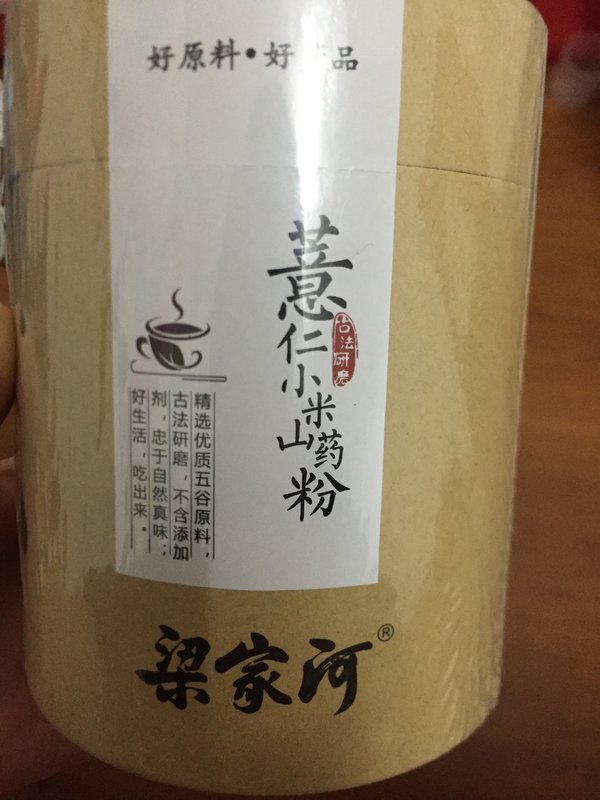 好原料•好产品
薏仁小米山药粉
古法研磨
精选优质五谷原料，
古法研磨，不含添加
剂，忠于自然真味；
好生活，吃出来。
梁家河®